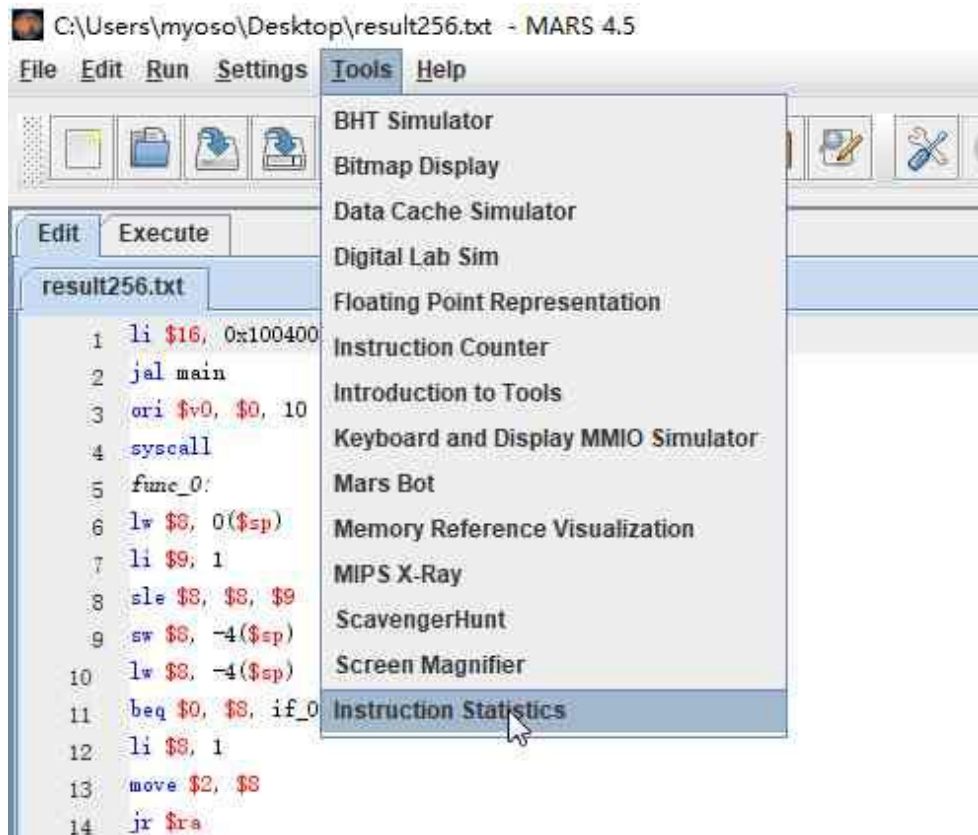 C:\Users\myoso\Desktop\result256.txt - MARS 4.5
File Edit Run Settings Tools Help
BHT Simulator
Bitmap Display
Data Cache Simulator
Digital Lab Sim
Floating Point Representation
Instruction Counter
Introduction to Tools
Keyboard and Display MMIO Simulator
Mars Bot
Memory Reference Visualization
MIPS X-Ray
ScavengerHunt
Screen Magnifier
Instruction Statistics
Edit Execute
result256.txt
1 li $16, 0x100400
2 jal main
3 ori $v0, $0, 10
4 syscall
5 func_0:
6 lw $8, 0($sp)
7 li $9, 1
8 sle $8, $8, $9
9 sw $8, -4($sp)
10 lw $8, -4($sp)
11 beq $0, $8, if_0
12 li $8, 1
13 move $2, $8
14 jr $ra